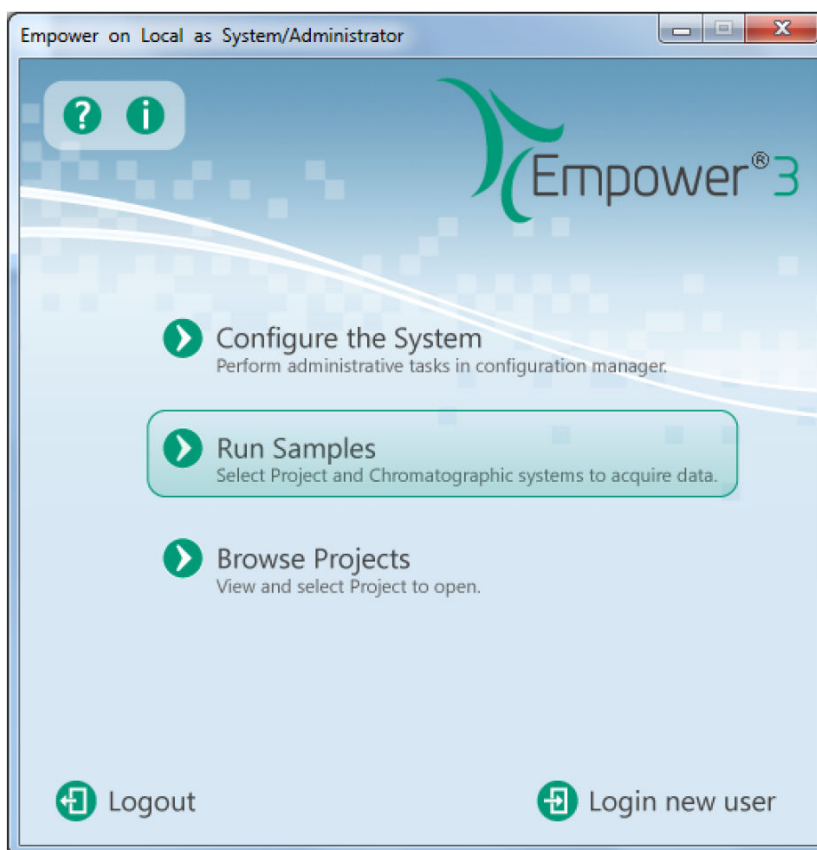 Empower on Local as System/Administrator
? i
Empower®3
Configure the System
Perform administrative tasks in configuration manager.
Run Samples
Select Project and Chromatographic systems to acquire data.
Browse Projects
View and select Project to open.
Logout
Login new user